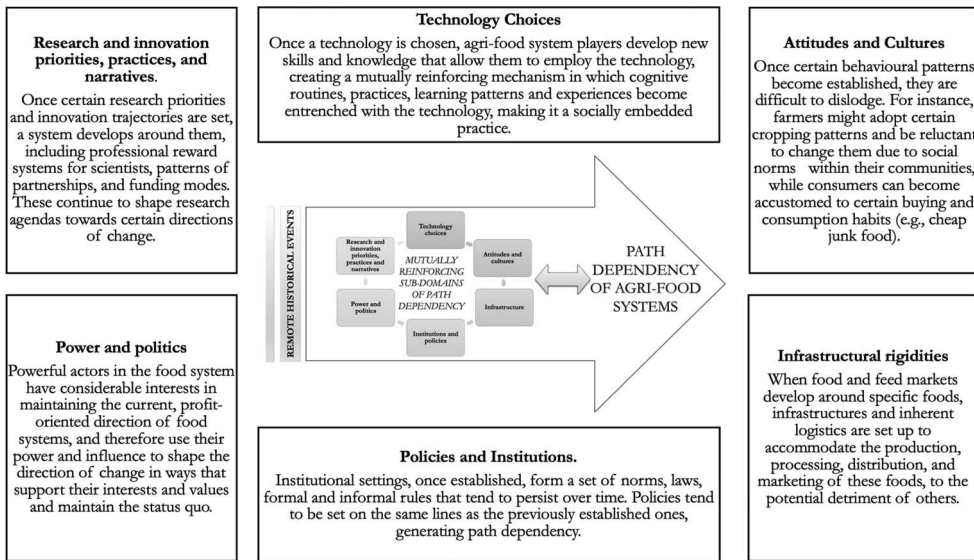 Research and innovation
priorities, practices, and
narratives.
Once certain research priorities
and innovation trajectories are set,
a system develops around them,
including professional reward
systems for scientists, patterns of
partnerships, and funding modes.
These continue to shape research
agendas towards certain directions
of change.
Technology Choices
Once a technology is chosen, agri-food system players develop new
skills and knowledge that allow them to employ the technology,
creating a mutually reinforcing mechanism in which cognitive
routines, practices, learning patterns and experiences become
entrenched with the technology, making it a socially embedded
practice.
Attitudes and Cultures
Once certain behavioural patterns
become established, they are
difficult to dislodge. For instance,
farmers might adopt certain
cropping patterns and be reluctant
to change them due to social
norms within their communities,
while consumers can become
accustomed to certain buying and
consumption habits (e.g., cheap
junk food).
REMOTE HISTORICAL EVENTS
Technology
choices
Research and
innovation
priorities,
practices and
narratives
Attitudes and
cultures
MUTUALLY
REINFORCING
SUB-DOMAINS
OF PATH
DEPENDENCY
Power and
politics
Infrastructure
Institutions and
policies
PATH
DEPENDENCY
OF AGRI-FOOD
SYSTEMS
Power and politics
Powerful actors in the food system
have considerable interests in
maintaining the current, profit-
oriented direction of food
systems, and therefore use their
power and influence to shape the
direction of change in ways that
support their interests and values
and maintain the status quo.
Policies and Institutions.
Institutional settings, once established, form a set of norms, laws,
formal and informal rules that tend to persist over time. Policies tend
to be set on the same lines as the previously established ones,
generating path dependency.
Infrastructural rigidities
When food and feed markets
develop around specific foods,
infrastructures and inherent
logistics are set up to
accommodate the production,
processing, distribution, and
marketing of these foods, to the
potential detriment of others.